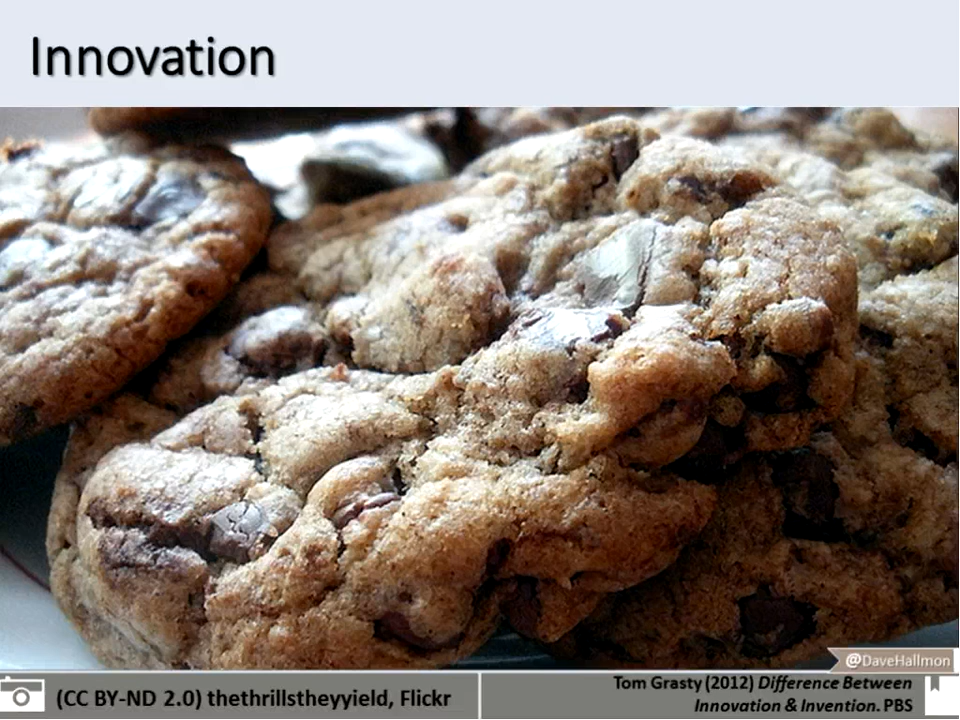 Innovation
@DaveHallmon
(CC BY-ND 2.0) thethrillstheyyield, Flickr
Tom Grasty (2012) Difference Between
Innovation & Invention. PBS